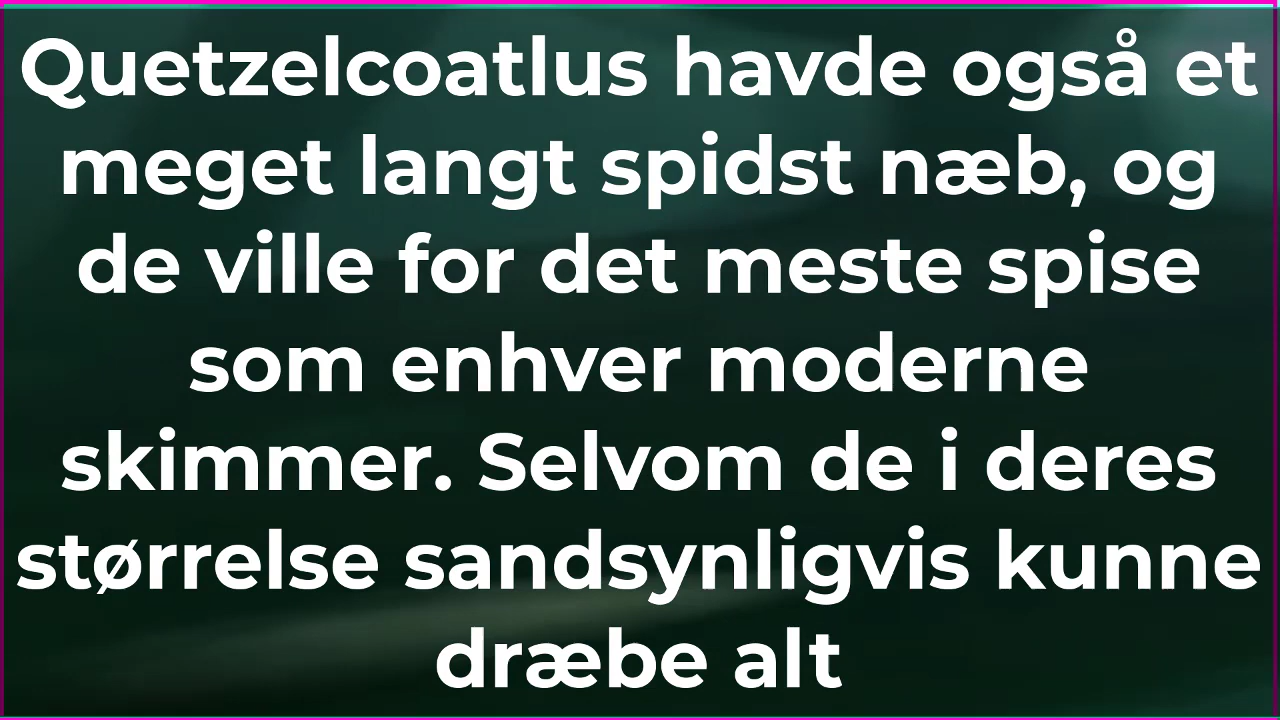 Quetzelcoatlus havde også et
meget langt spidst næb, og
de ville for det meste spise
som enhver moderne
skimmer. Selvom de i deres
størrelse sandsynligvis kunne
dræbe alt